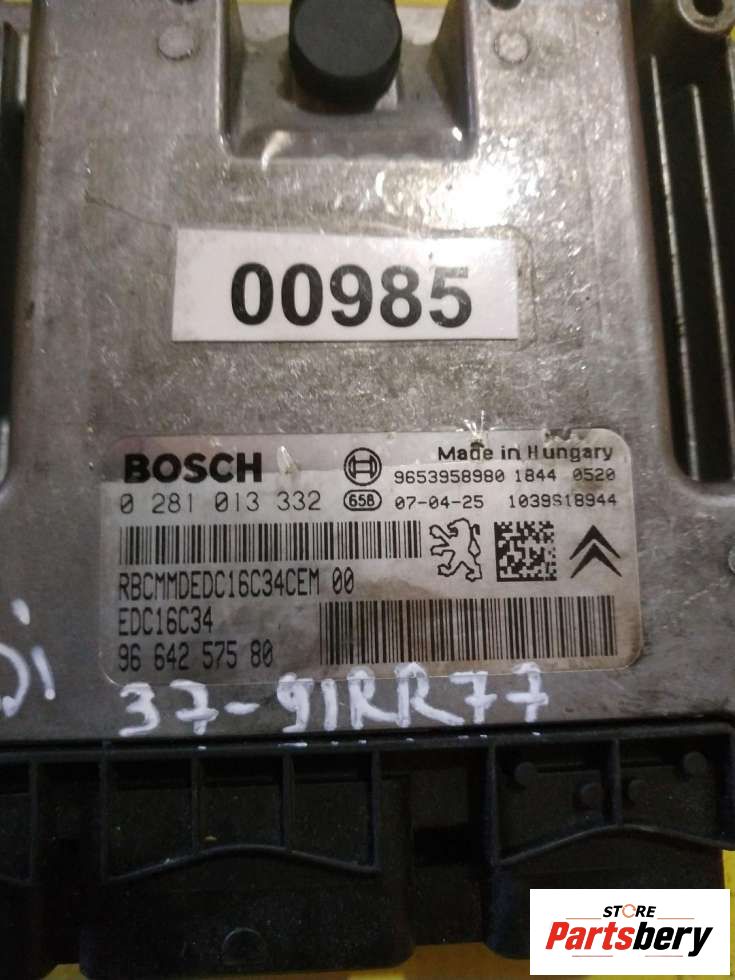 00985
BOSCH
Made in Hungary
9653958980 1844 0520
0 281 013 332
658 07-04-25 1039S18944
RBCMMDEDC16C34CEM 00
EDC16C34
96 642 575 80
Di
37-91RR77
STORE
Partsbery